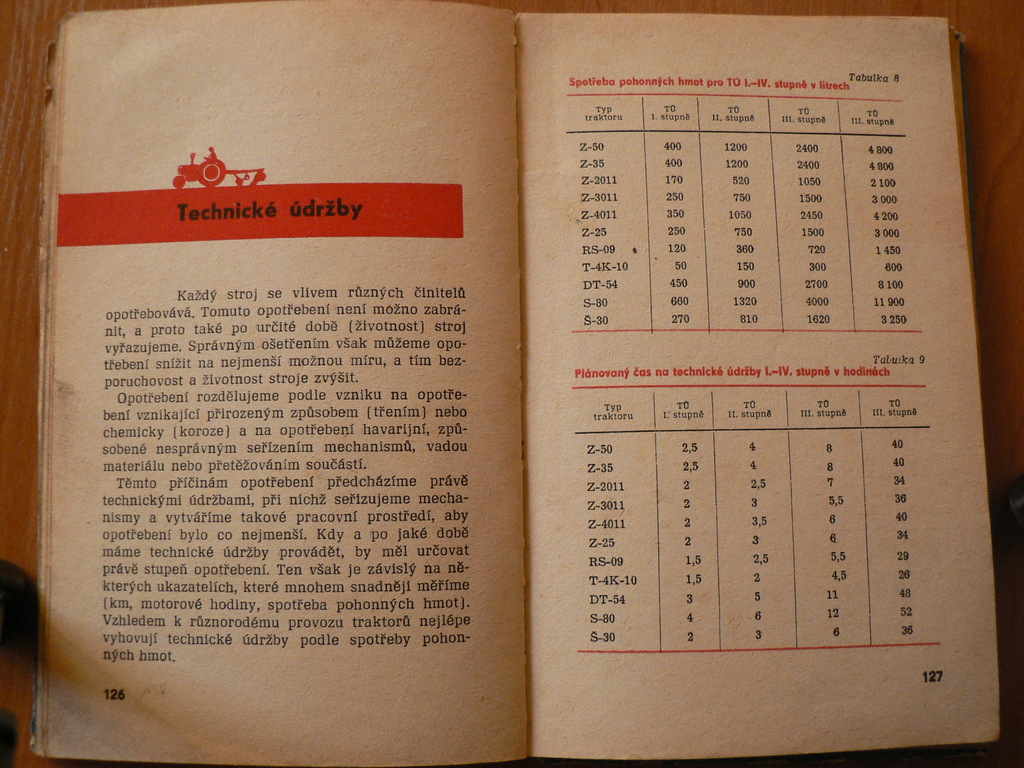 Technické údržby
Každý stroj se vlivem různých činitelů
opotřebovává. Tomuto opotřebení není možno zabrá-
nit, a proto také po určité době (životnost) stroj
vyřazujeme. Správným ošetřením však můžeme opo-
třebení snížit na nejmenší možnou míru, a tím bez-
poruchovost a životnost stroje zvýšit.
Opotřebení rozdělujeme podle vzniku na opotře-
bení vznikající přirozeným způsobem (třením) nebo
chemicky (koroze) a na opotřebení havarijní, způ-
sobené nesprávným seřízením mechanismů, vadou
materiálu nebo přetěžováním součástí.
Těmto příčinám opotřebení předcházíme právě
technickými údržbami, při nichž seřizujeme mecha-
nismy a vytváříme takové pracovní prostředí, aby
opotřebení bylo co nejmenší. Kdy a po jaké době
máme technické údržby provádět, by měl určovat
právě stupeň opotřebení. Ten však je závislý na ně-
kterých ukazatelích, které mnohem snadněji měříme
(km, motorové hodiny, spotřeba pohonných hmot).
Vzhledem k různorodému provozu traktorů nejlépe
vyhovují technické údržby podle spotřeby pohon-
ných hmot.
126
Tabulka 8
Spotřeba pohonných hmot pro TÚ I.–IV. stupně v litrech
Typ traktoru TÚ I. stupně TÚ II. stupně TÚ III. stupně TÚ III. stupně
Z-50 400 1200 2400 4 800
Z-35 400 1200 2400 4 800
Z-2011 170 520 1050 2 100
Z-3011 250 750 1500 3 000
Z-4011 350 1050 2450 4 200
Z-25 250 750 1500 3 000
RS-09 120 360 720 1 450
T-4K-10 50 150 300 600
DT-54 450 900 2700 8 100
S-80 660 1320 4000 11 900
Š-30 270 810 1620 3 250
Tabulka 9
Plánovaný čas na technické údržby I.–IV. stupně v hodinách
Typ traktoru TÚ I. stupně TÚ II. stupně TÚ III. stupně TÚ III. stupně
Z-50 2,5 4 8 40
Z-35 2,5 4 8 40
Z-2011 2 2,5 7 34
Z-3011 2 3 5,5 36
Z-4011 2 3,5 6 40
Z-25 2 3 6 34
RS-09 1,5 2,5 5,5 29
T-4K-10 1,5 2 4,5 26
DT-54 3 5 11 48
S-80 4 6 12 52
Š-30 2 3 6 36
127